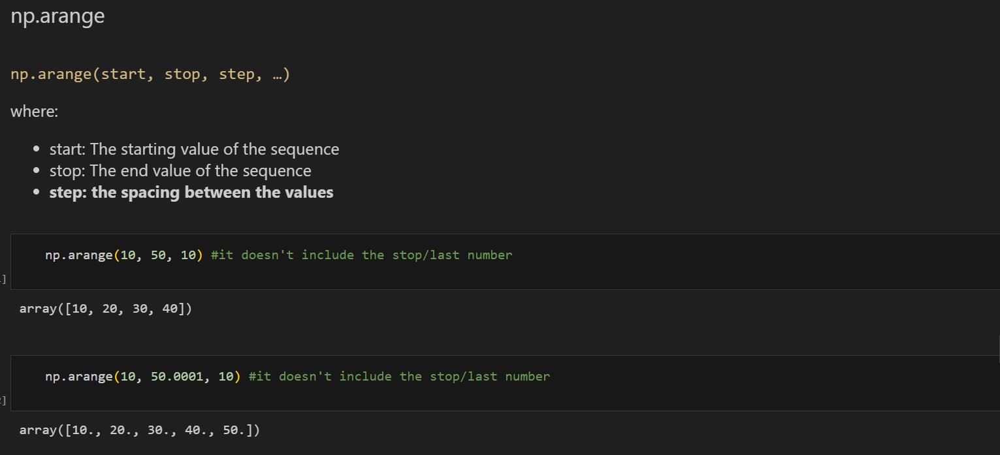 np.arange
np.arange(start, stop, step, …)
where:
• start: The starting value of the sequence
• stop: The end value of the sequence
• step: the spacing between the values
np.arange(10, 50, 10) #it doesn't include the stop/last number
]
array([10, 20, 30, 40])
np.arange(10, 50.0001, 10) #it doesn't include the stop/last number
]
array([10., 20., 30., 40., 50.])